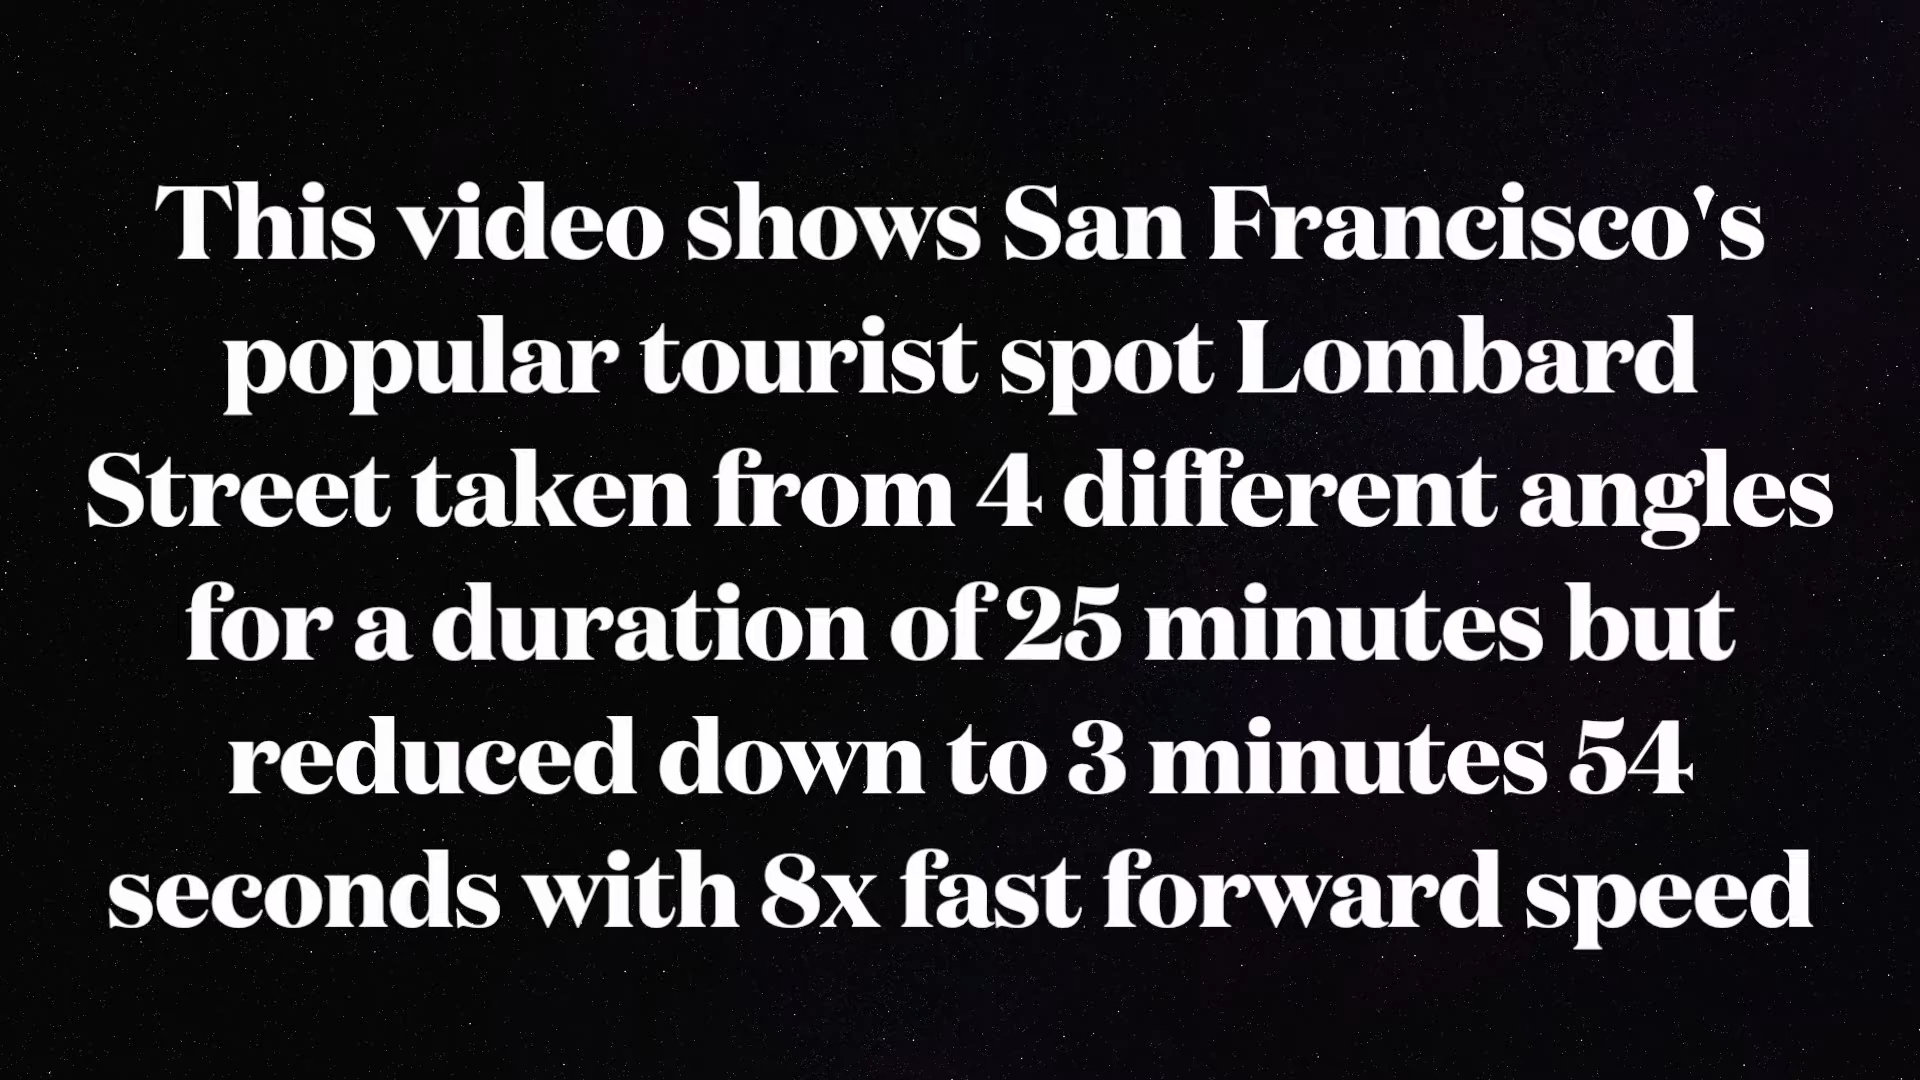 This video shows San Francisco's
popular tourist spot Lombard
Street taken from 4 different angles
for a duration of 25 minutes but
reduced down to 3 minutes 54
seconds with 8x fast forward speed